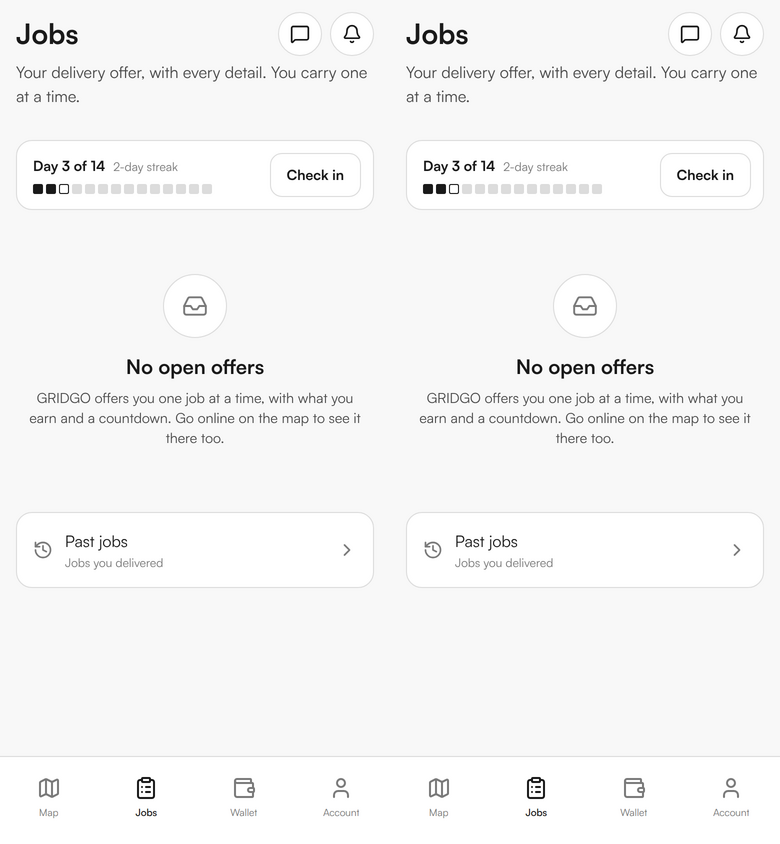 Jobs
Your delivery offer, with every detail. You carry one
at a time.
Day 3 of 14 2-day streak
Check in
No open offers
GRIDGO offers you one job at a time, with what you
earn and a countdown. Go online on the map to see it
there too.
Past jobs
Jobs you delivered
Map
Jobs
Wallet
Account
Jobs
Your delivery offer, with every detail. You carry one
at a time.
Day 3 of 14 2-day streak
Check in
No open offers
GRIDGO offers you one job at a time, with what you
earn and a countdown. Go online on the map to see it
there too.
Past jobs
Jobs you delivered
Map
Jobs
Wallet
Account